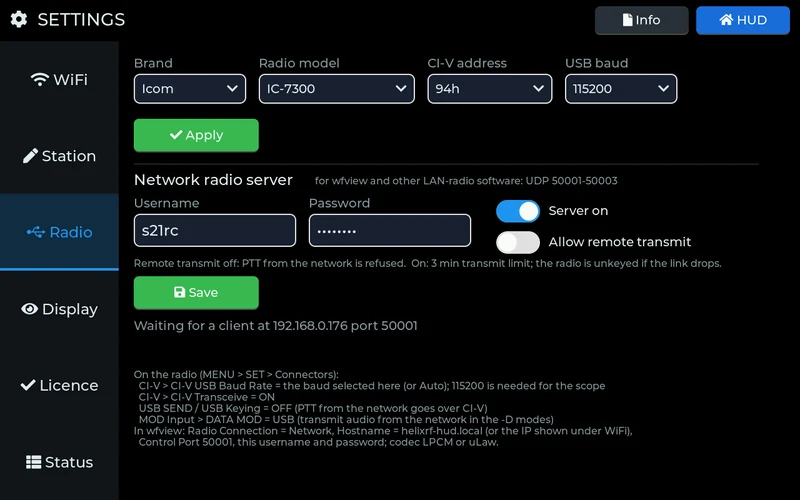 SETTINGS
Info
HUD
WiFi
Station
Radio
Display
Licence
Status
Brand
Radio model
CI-V address
USB baud
Icom
IC-7300
94h
115200
Apply
Network radio server
for wfview and other LAN-radio software: UDP 50001-50003
Username
Password
s21rc
••••••••
Server on
Allow remote transmit
Remote transmit off: PTT from the network is refused. On: 3 min transmit limit; the radio is unkeyed if the link drops.
Save
Waiting for a client at 192.168.0.176 port 50001
On the radio (MENU > SET > Connectors):
CI-V > CI-V USB Baud Rate = the baud selected here (or Auto); 115200 is needed for the scope
CI-V > CI-V Transceive = ON
USB SEND / USB Keying = OFF (PTT from the network goes over CI-V)
MOD Input > DATA MOD = USB (transmit audio from the network in the -D modes)
In wfview: Radio Connection = Network, Hostname = helixrf-hud.local (or the IP shown under WiFi),
Control Port 50001, this username and password; codec LPCM or uLaw.